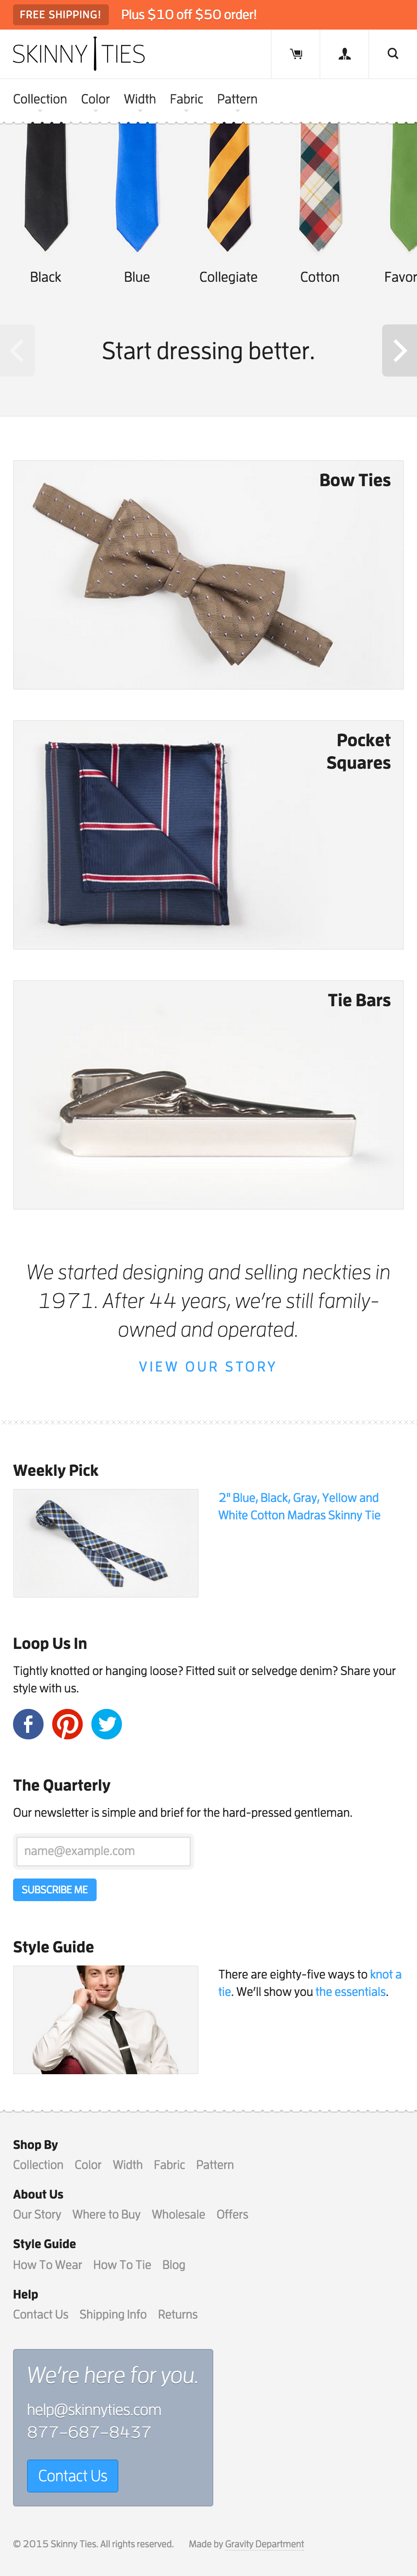 FREE SHIPPING! Plus $10 off $50 order!
SKINNY TIES
Collection Color Width Fabric Pattern
Black Blue Collegiate Cotton Favor
Start dressing better.
Bow Ties
Pocket
Squares
Tie Bars
We started designing and selling neckties in
1971. After 44 years, we're still family-
owned and operated.
VIEW OUR STORY
Weekly Pick
2" Blue, Black, Gray, Yellow and
White Cotton Madras Skinny Tie
Loop Us In
Tightly knotted or hanging loose? Fitted suit or selvedge denim? Share your
style with us.
The Quarterly
Our newsletter is simple and brief for the hard-pressed gentleman.
name@example.com
SUBSCRIBE ME
Style Guide
There are eighty-five ways to knot a
tie. We'll show you the essentials.
Shop By
Collection Color Width Fabric Pattern
About Us
Our Story Where to Buy Wholesale Offers
Style Guide
How To Wear How To Tie Blog
Help
Contact Us Shipping Info Returns
We're here for you.
help@skinnyties.com
877-687-8437
Contact Us
© 2015 Skinny Ties. All rights reserved. Made by Gravity Department